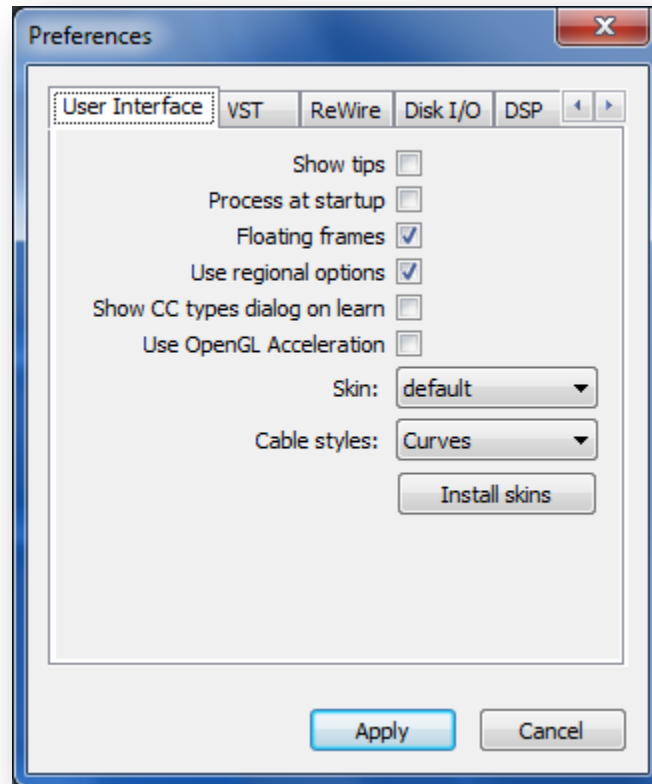 Preferences
User Interface VST ReWire Disk I/O DSP
Show tips
Process at startup
Floating frames
Use regional options
Show CC types dialog on learn
Use OpenGL Acceleration
Skin: default
Cable styles: Curves
Install skins
Apply Cancel